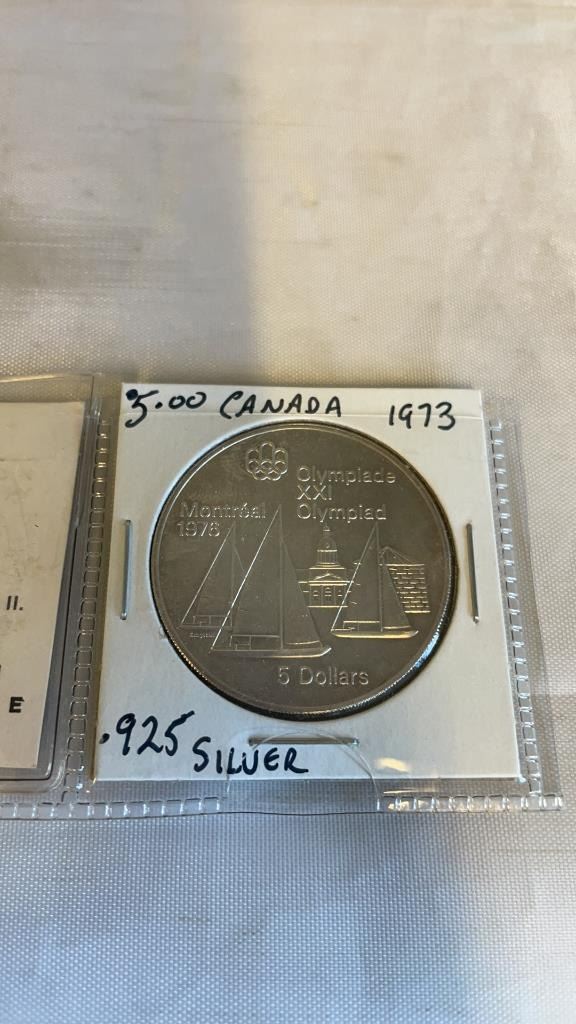 $5.00 CANADA 1973
Olympiade
XXI
Olympiad
Montréal
1976
5 Dollars
.925 SILVER
II.
E